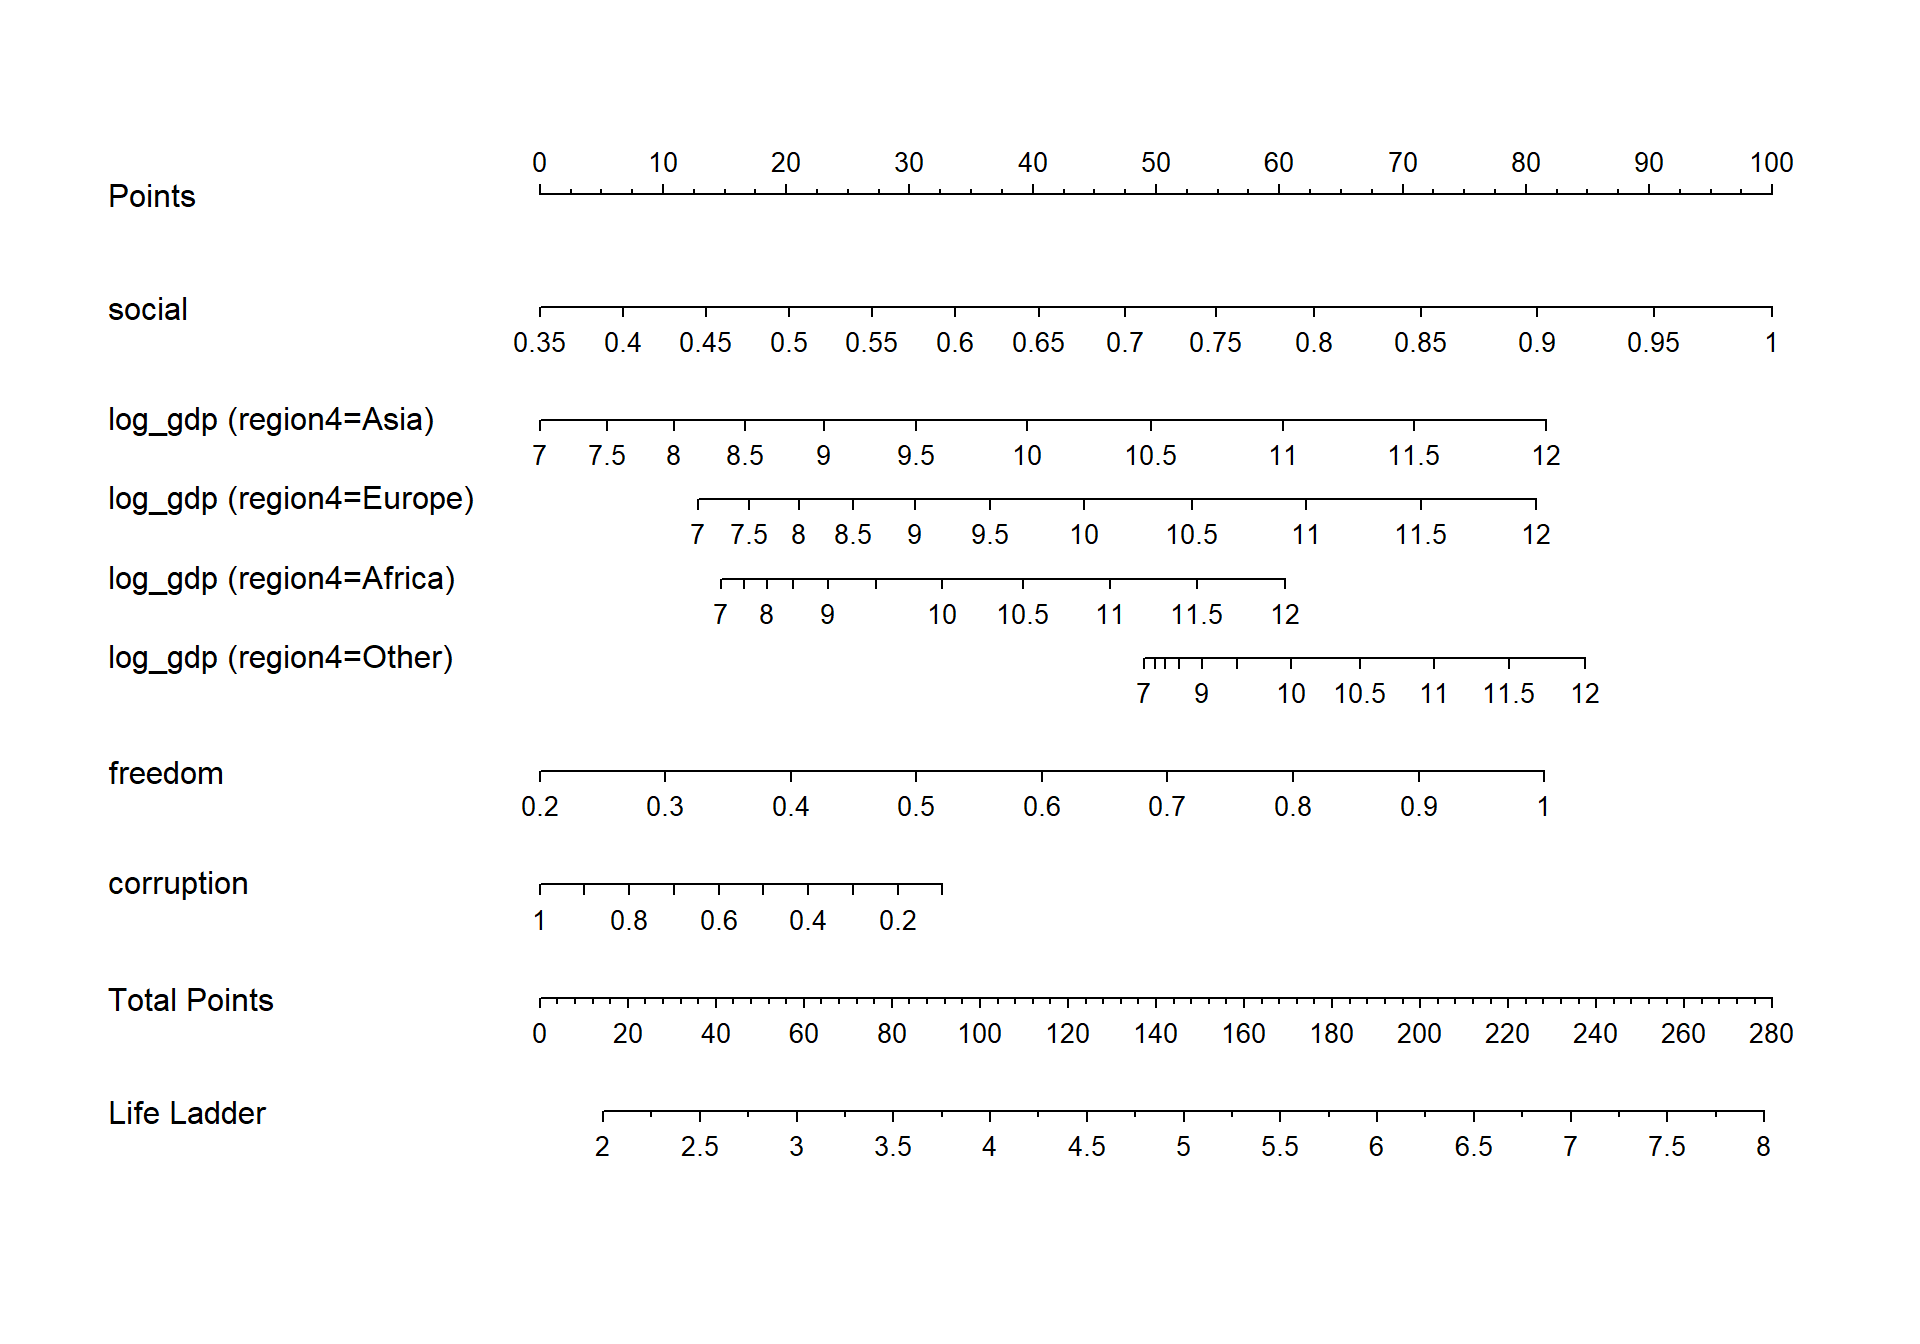 0 10 20 30 40 50 60 70 80 90 100
Points
social
0.35 0.4 0.45 0.5 0.55 0.6 0.65 0.7 0.75 0.8 0.85 0.9 0.95 1
log_gdp (region4=Asia)
7 7.5 8 8.5 9 9.5 10 10.5 11 11.5 12
log_gdp (region4=Europe)
7 7.5 8 8.5 9 9.5 10 10.5 11 11.5 12
log_gdp (region4=Africa)
7 8 9 10 10.5 11 11.5 12
log_gdp (region4=Other)
7 9 10 10.5 11 11.5 12
freedom
0.2 0.3 0.4 0.5 0.6 0.7 0.8 0.9 1
corruption
1 0.8 0.6 0.4 0.2
Total Points
0 20 40 60 80 100 120 140 160 180 200 220 240 260 280
Life Ladder
2 2.5 3 3.5 4 4.5 5 5.5 6 6.5 7 7.5 8